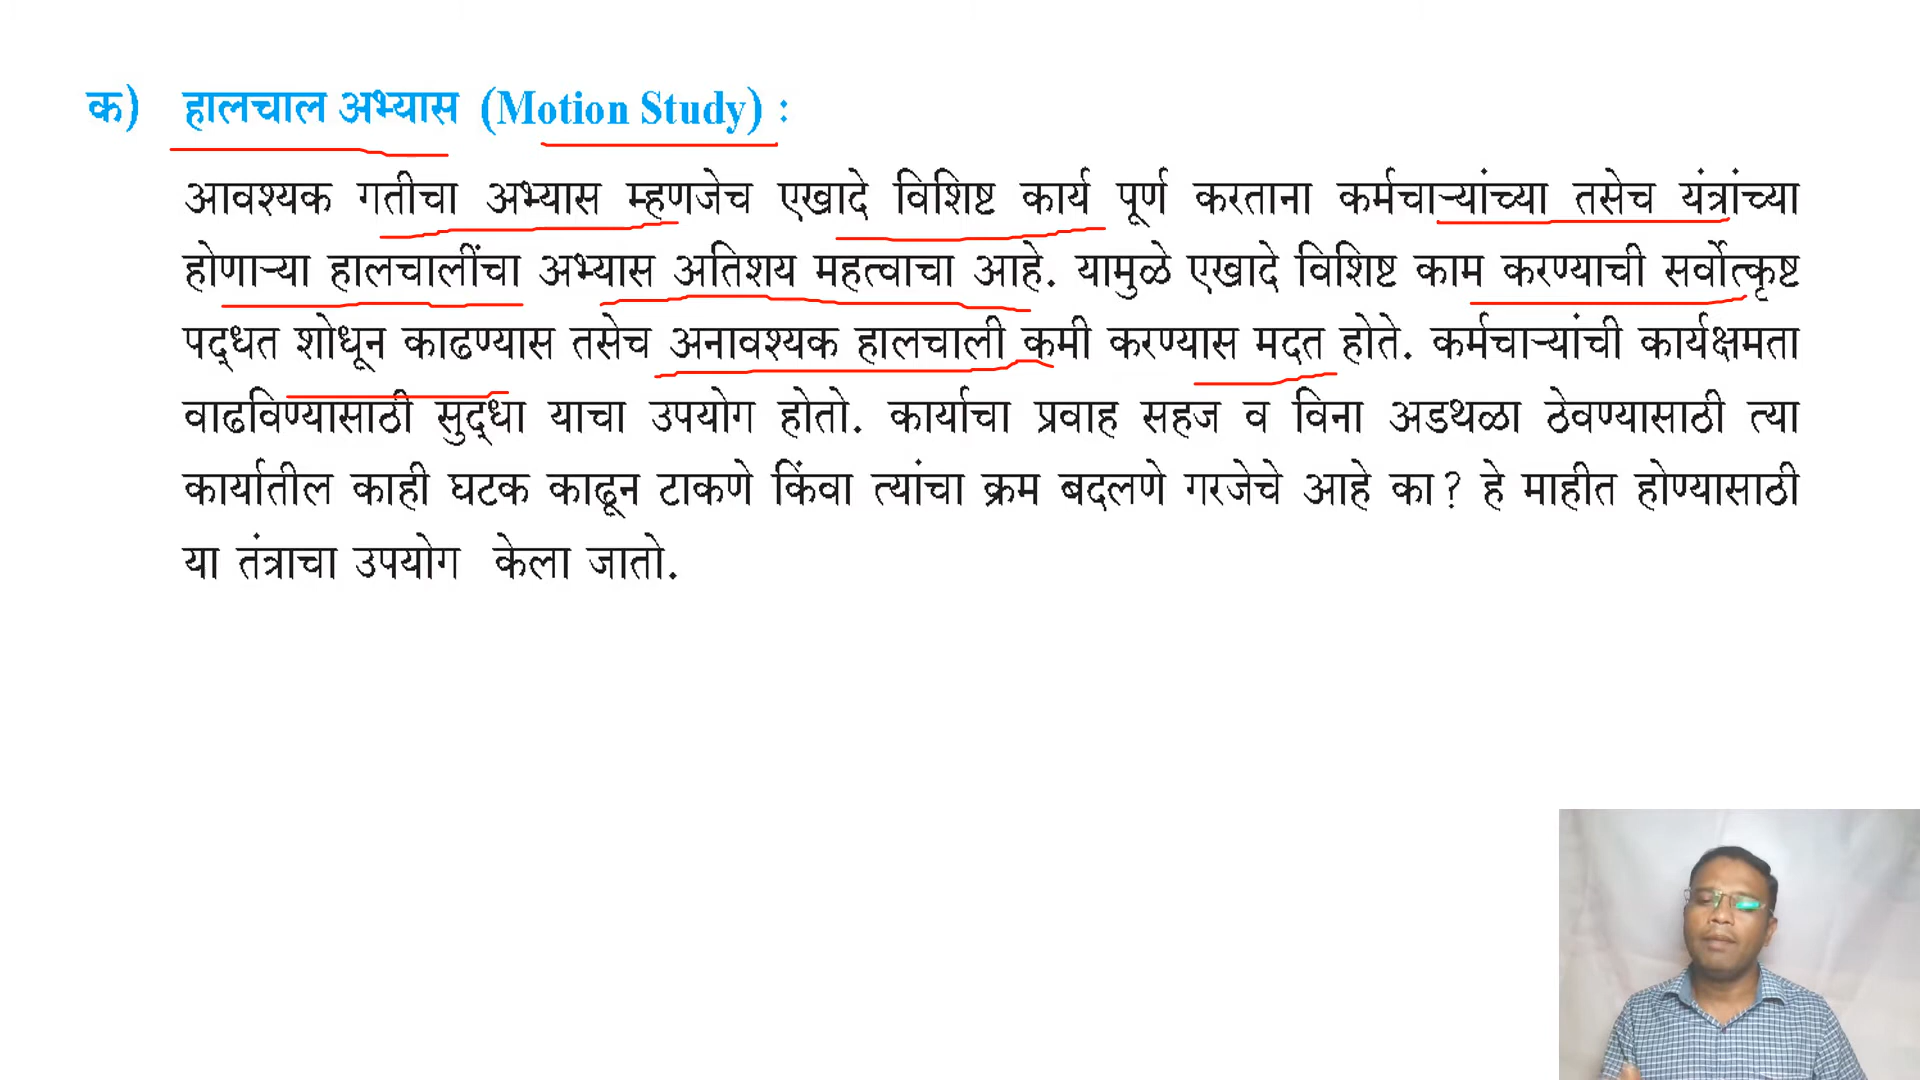 क) हालचाल अभ्यास (Motion Study) :
आवश्यक गतीचा अभ्यास म्हणजेच एखादे विशिष्ट कार्य पूर्ण करताना कर्मचाऱ्यांच्या तसेच यंत्रांच्या
होणाऱ्या हालचालींचा अभ्यास अतिशय महत्वाचा आहे. यामुळे एखादे विशिष्ट काम करण्याची सर्वोत्कृष्ट
पद्धत शोधून काढण्यास तसेच अनावश्यक हालचाली कमी करण्यास मदत होते. कर्मचाऱ्यांची कार्यक्षमता
वाढविण्यासाठी सुद्धा याचा उपयोग होतो. कार्याचा प्रवाह सहज व विना अडथळा ठेवण्यासाठी त्या
कार्यातील काही घटक काढून टाकणे किंवा त्यांचा क्रम बदलणे गरजेचे आहे का? हे माहीत होण्यासाठी
या तंत्राचा उपयोग केला जातो.